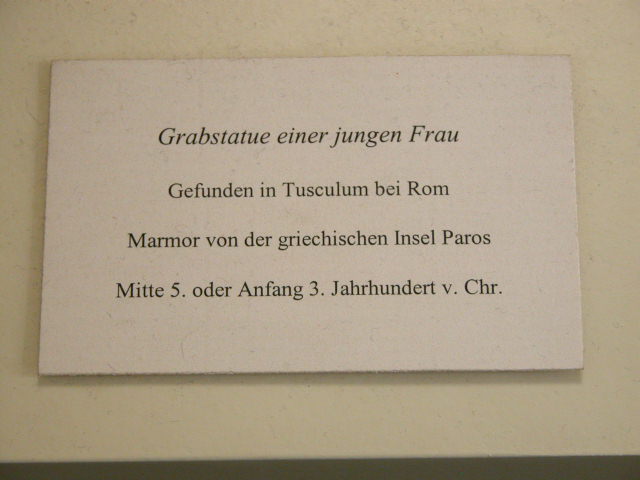 Grabstatue einer jungen Frau
Gefunden in Tusculum bei Rom
Marmor von der griechischen Insel Paros
Mitte 5. oder Anfang 3. Jahrhundert v. Chr.